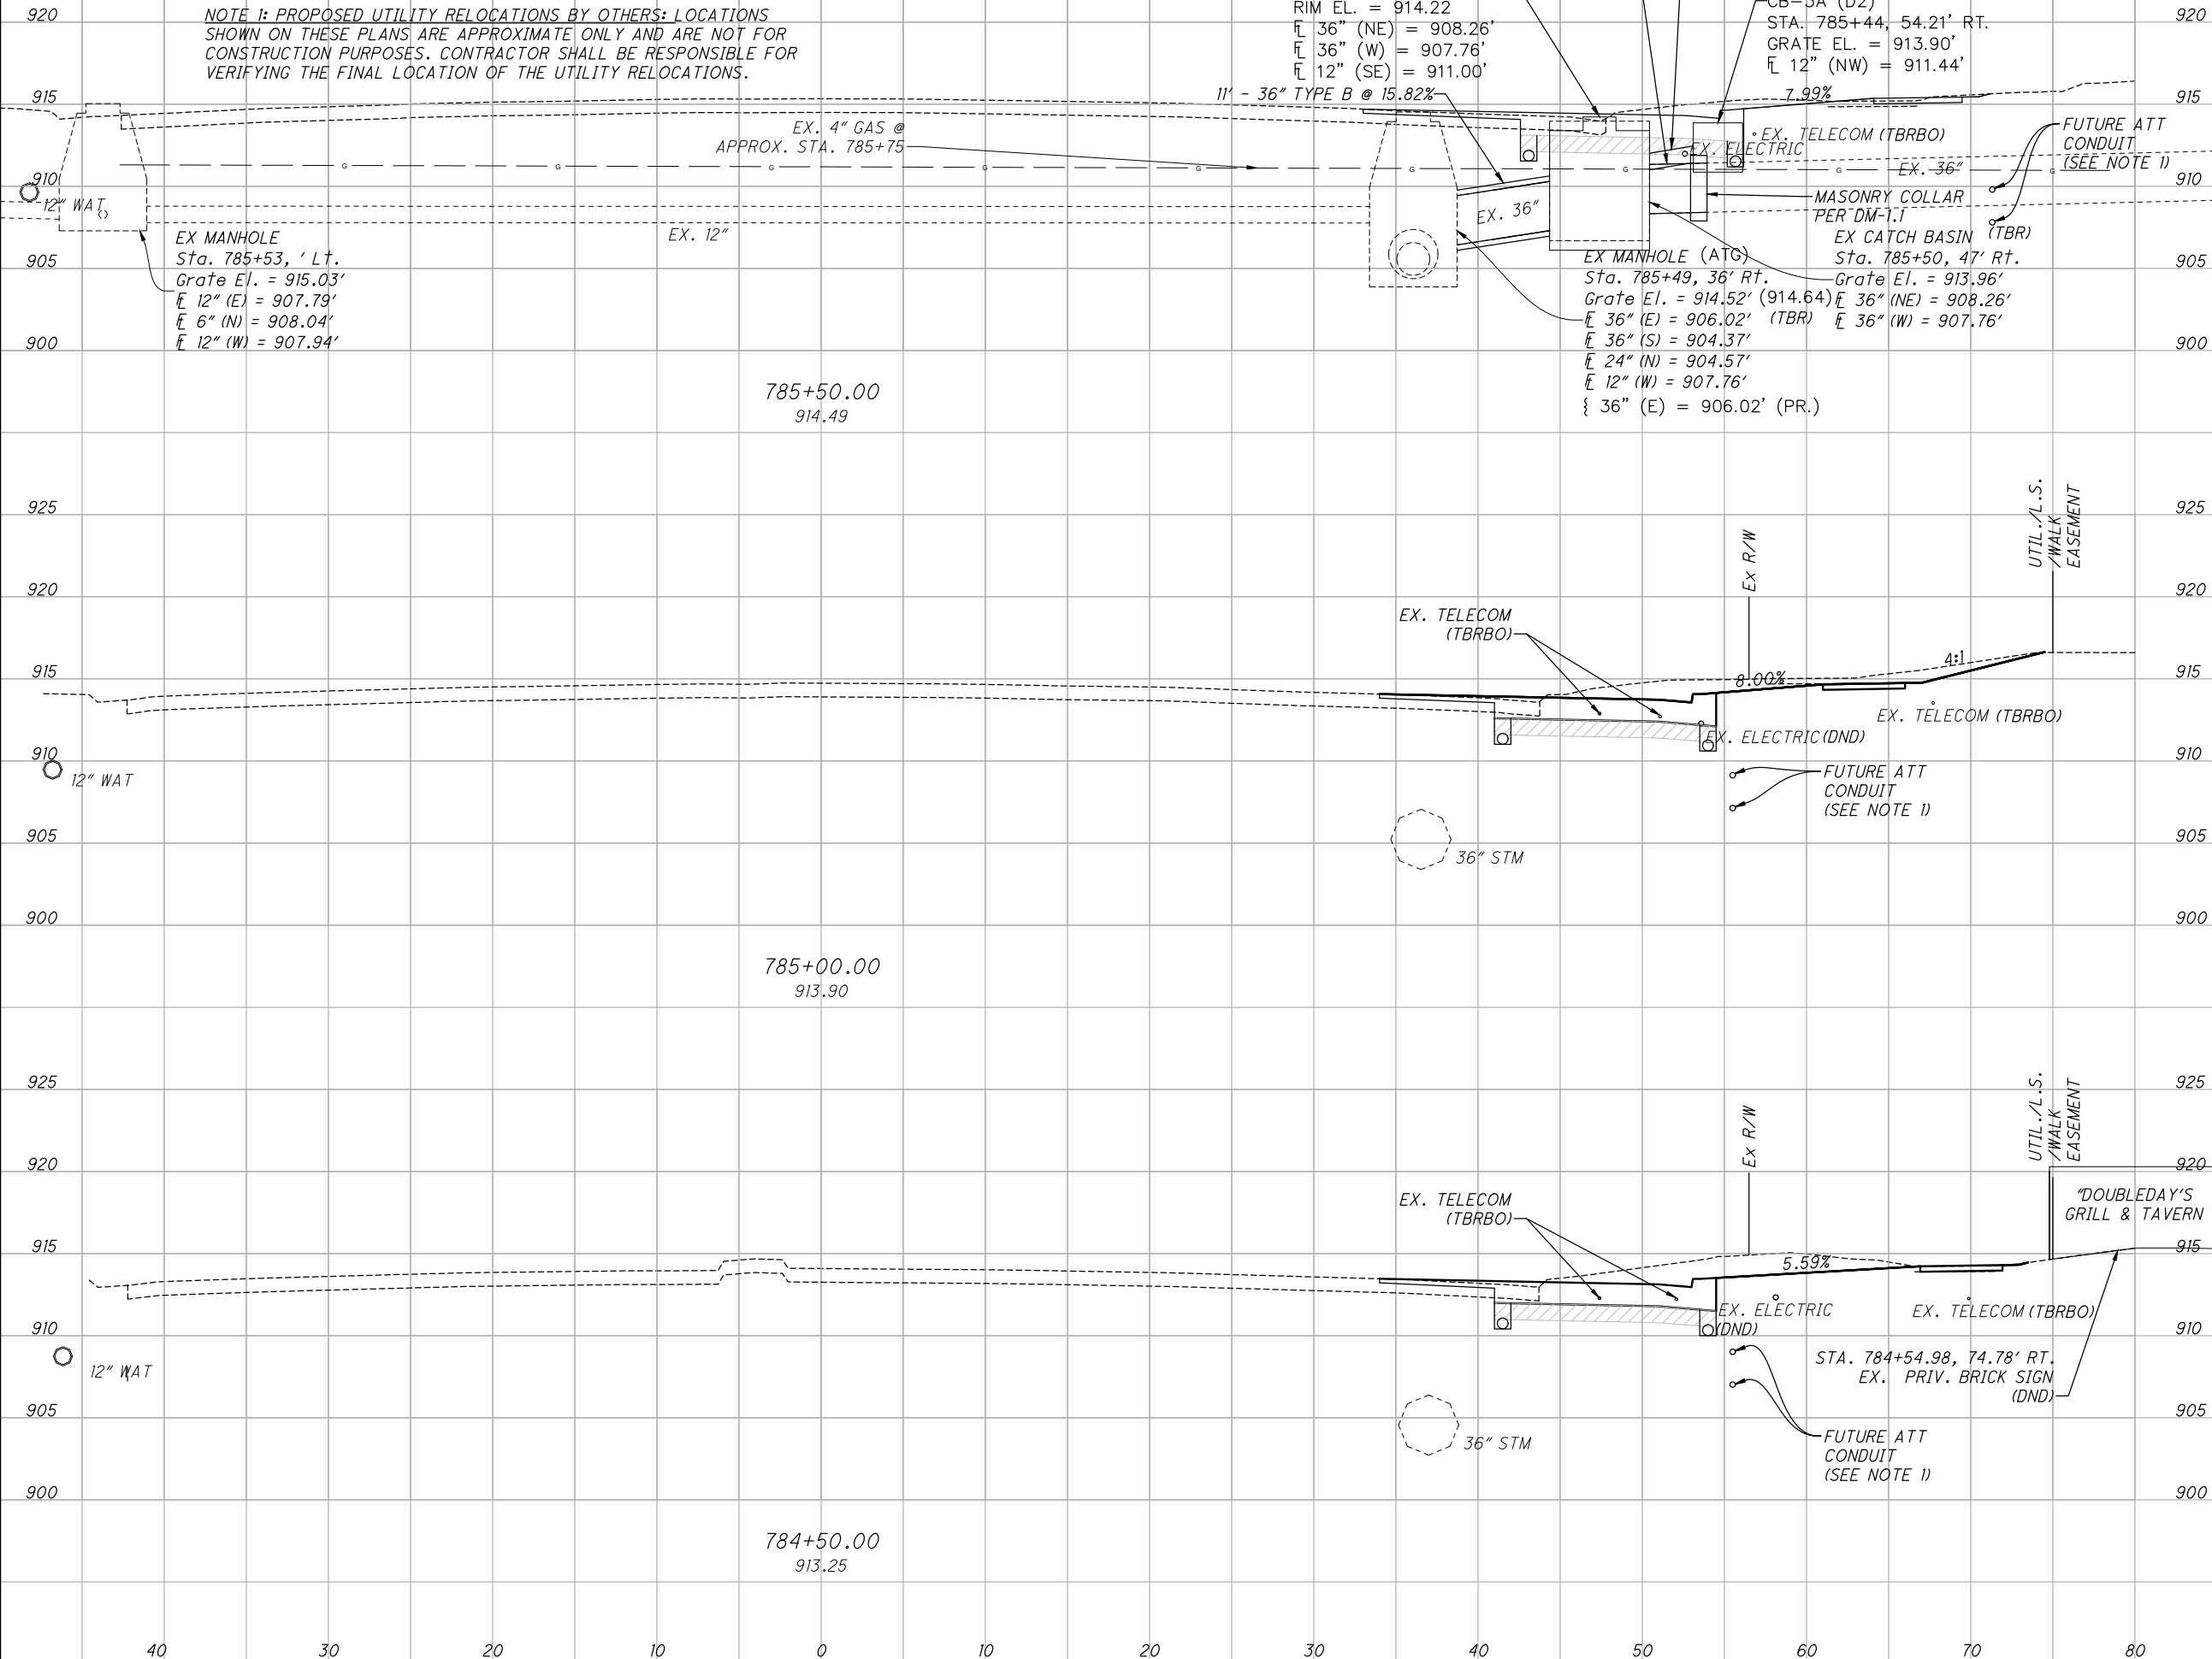 920
NOTE 1: PROPOSED UTILITY RELOCATIONS BY OTHERS: LOCATIONS
SHOWN ON THESE PLANS ARE APPROXIMATE ONLY AND ARE NOT FOR
CONSTRUCTION PURPOSES. CONTRACTOR SHALL BE RESPONSIBLE FOR
VERIFYING THE FINAL LOCATION OF THE UTILITY RELOCATIONS.
RIM EL. = 914.22
36" (NE) = 908.26'
36" (W) = 907.76'
12" (SE) = 911.00'
11' - 36" TYPE B @ 15.82%
CB-3A (D2)
STA. 785+44, 54.21' RT.
GRATE EL. = 913.90'
12" (NW) = 911.44'
920
915
7.99%
915
EX. 4" GAS @
APPROX. STA. 785+75
EX. TELECOM (TBRBO)
EX. ELECTRIC
FUTURE ATT
CONDUIT
(SEE NOTE 1)
G G G G G G G G G
EX. 36"
910
12" WAT
EX. 36"
MASONRY COLLAR
PER DM-1.1
910
EX. 12"
EX MANHOLE
Sta. 785+53, ' Lt.
Grate El. = 915.03'
12" (E) = 907.79'
6" (N) = 908.04'
12" (W) = 907.94'
EX CATCH BASIN (TBR)
Sta. 785+50, 47' Rt.
Grate El. = 913.96'
36" (NE) = 908.26'
36" (W) = 907.76'
EX MANHOLE (ATG)
Sta. 785+49, 36' Rt.
Grate El. = 914.52' (914.64)
36" (E) = 906.02' (TBR)
36" (S) = 904.37'
24" (N) = 904.57'
12" (W) = 907.76'
36" (E) = 906.02' (PR.)
905
905
900
900
785+50.00
914.49
925
925
UTIL./L.S.
/WALK
EASEMENT
Ex R/W
920
920
EX. TELECOM
(TBRBO)
915
8.00%
4:1
915
EX. TELECOM (TBRBO)
EX. ELECTRIC (DND)
910
910
12" WAT
FUTURE ATT
CONDUIT
(SEE NOTE 1)
905
36" STM
905
900
900
785+00.00
913.90
925
925
UTIL./L.S.
/WALK
EASEMENT
Ex R/W
920
920
EX. TELECOM
(TBRBO)
"DOUBLEDAY'S
GRILL & TAVERN
915
5.59%
915
EX. ELECTRIC
(DND)
EX. TELECOM (TBRBO)
910
910
12" WAT
STA. 784+54.98, 74.78' RT.
EX. PRIV. BRICK SIGN
(DND)
905
905
36" STM
FUTURE ATT
CONDUIT
(SEE NOTE 1)
900
900
784+50.00
913.25
40 30 20 10 0 10 20 30 40 50 60 70 80